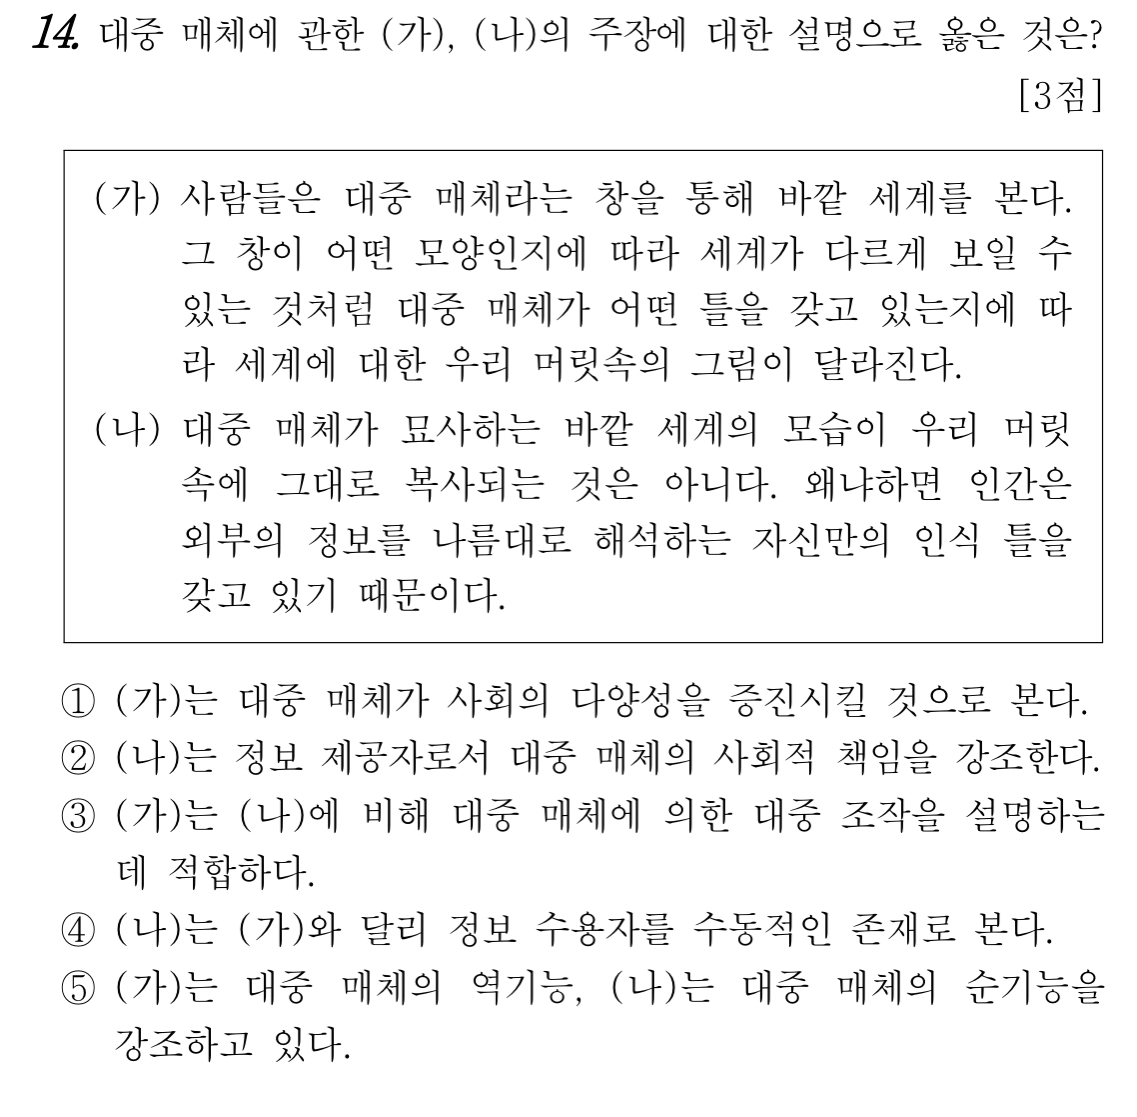 14. 대중 매체에 관한 (가), (나)의 주장에 대한 설명으로 옳은 것은?
[3점]
(가) 사람들은 대중 매체라는 창을 통해 바깥 세계를 본다.
그 창이 어떤 모양인지에 따라 세계가 다르게 보일 수
있는 것처럼 대중 매체가 어떤 틀을 갖고 있는지에 따
라 세계에 대한 우리 머릿속의 그림이 달라진다.
(나) 대중 매체가 묘사하는 바깥 세계의 모습이 우리 머릿
속에 그대로 복사되는 것은 아니다. 왜냐하면 인간은
외부의 정보를 나름대로 해석하는 자신만의 인식 틀을
갖고 있기 때문이다.
① (가)는 대중 매체가 사회의 다양성을 증진시킬 것으로 본다.
② (나)는 정보 제공자로서 대중 매체의 사회적 책임을 강조한다.
③ (가)는 (나)에 비해 대중 매체에 의한 대중 조작을 설명하는
데 적합하다.
④ (나)는 (가)와 달리 정보 수용자를 수동적인 존재로 본다.
⑤ (가)는 대중 매체의 역기능, (나)는 대중 매체의 순기능을
강조하고 있다.